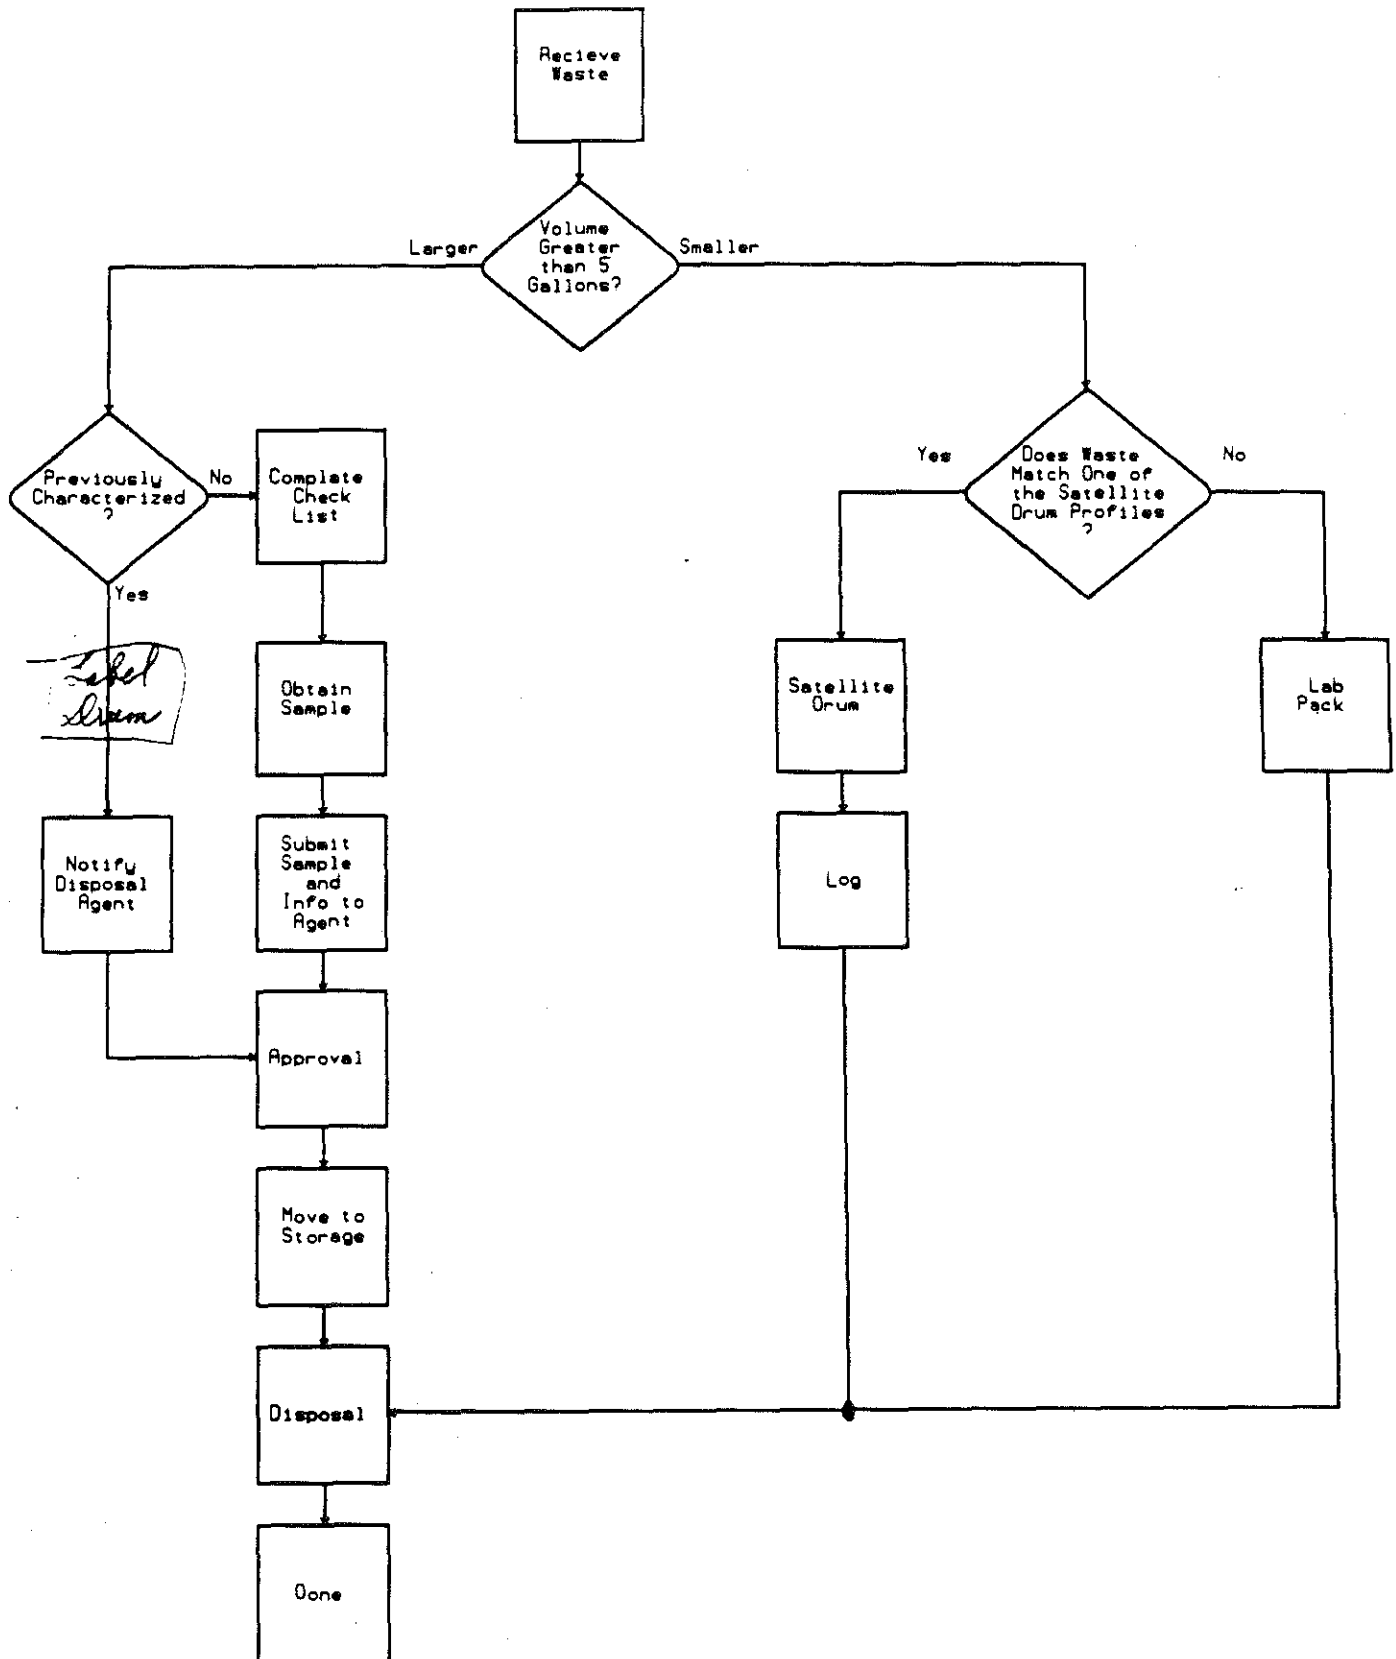 Recieve
Waste
Volume
Greater
than 5
Gallons?
Larger
Smaller
Previously
Characterized
?
No
Yes
Complate
Check
List
Does Waste
Match One of
the Satellite
Drum Profiles
?
Yes
No
Label
Drum
Obtain
Sample
Satellite
Drum
Lab
Pack
Notify
Disposal
Agent
Submit
Sample
and
Info to
Agent
Log
Approval
Move to
Storage
Disposal
Done